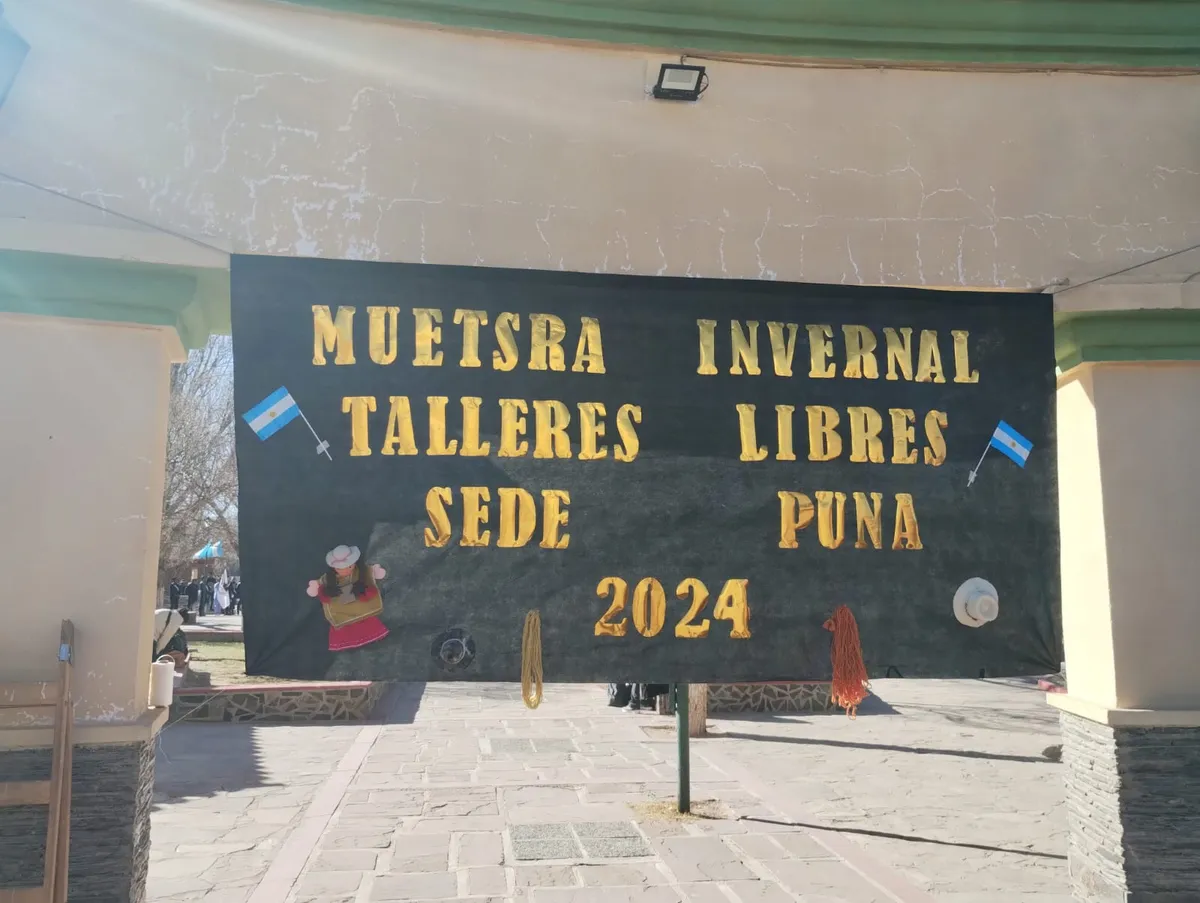 MUETSRA INVERNAL
TALLERES LIBRES
SEDE PUNA
2024